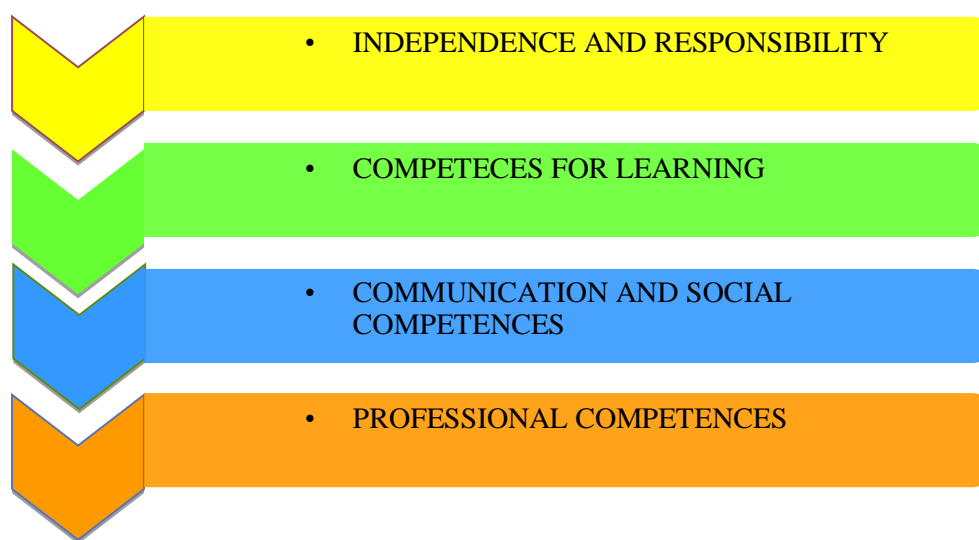 • INDEPENDENCE AND RESPONSIBILITY
• COMPETECES FOR LEARNING
• COMMUNICATION AND SOCIAL
COMPETENCES
• PROFESSIONAL COMPETENCES